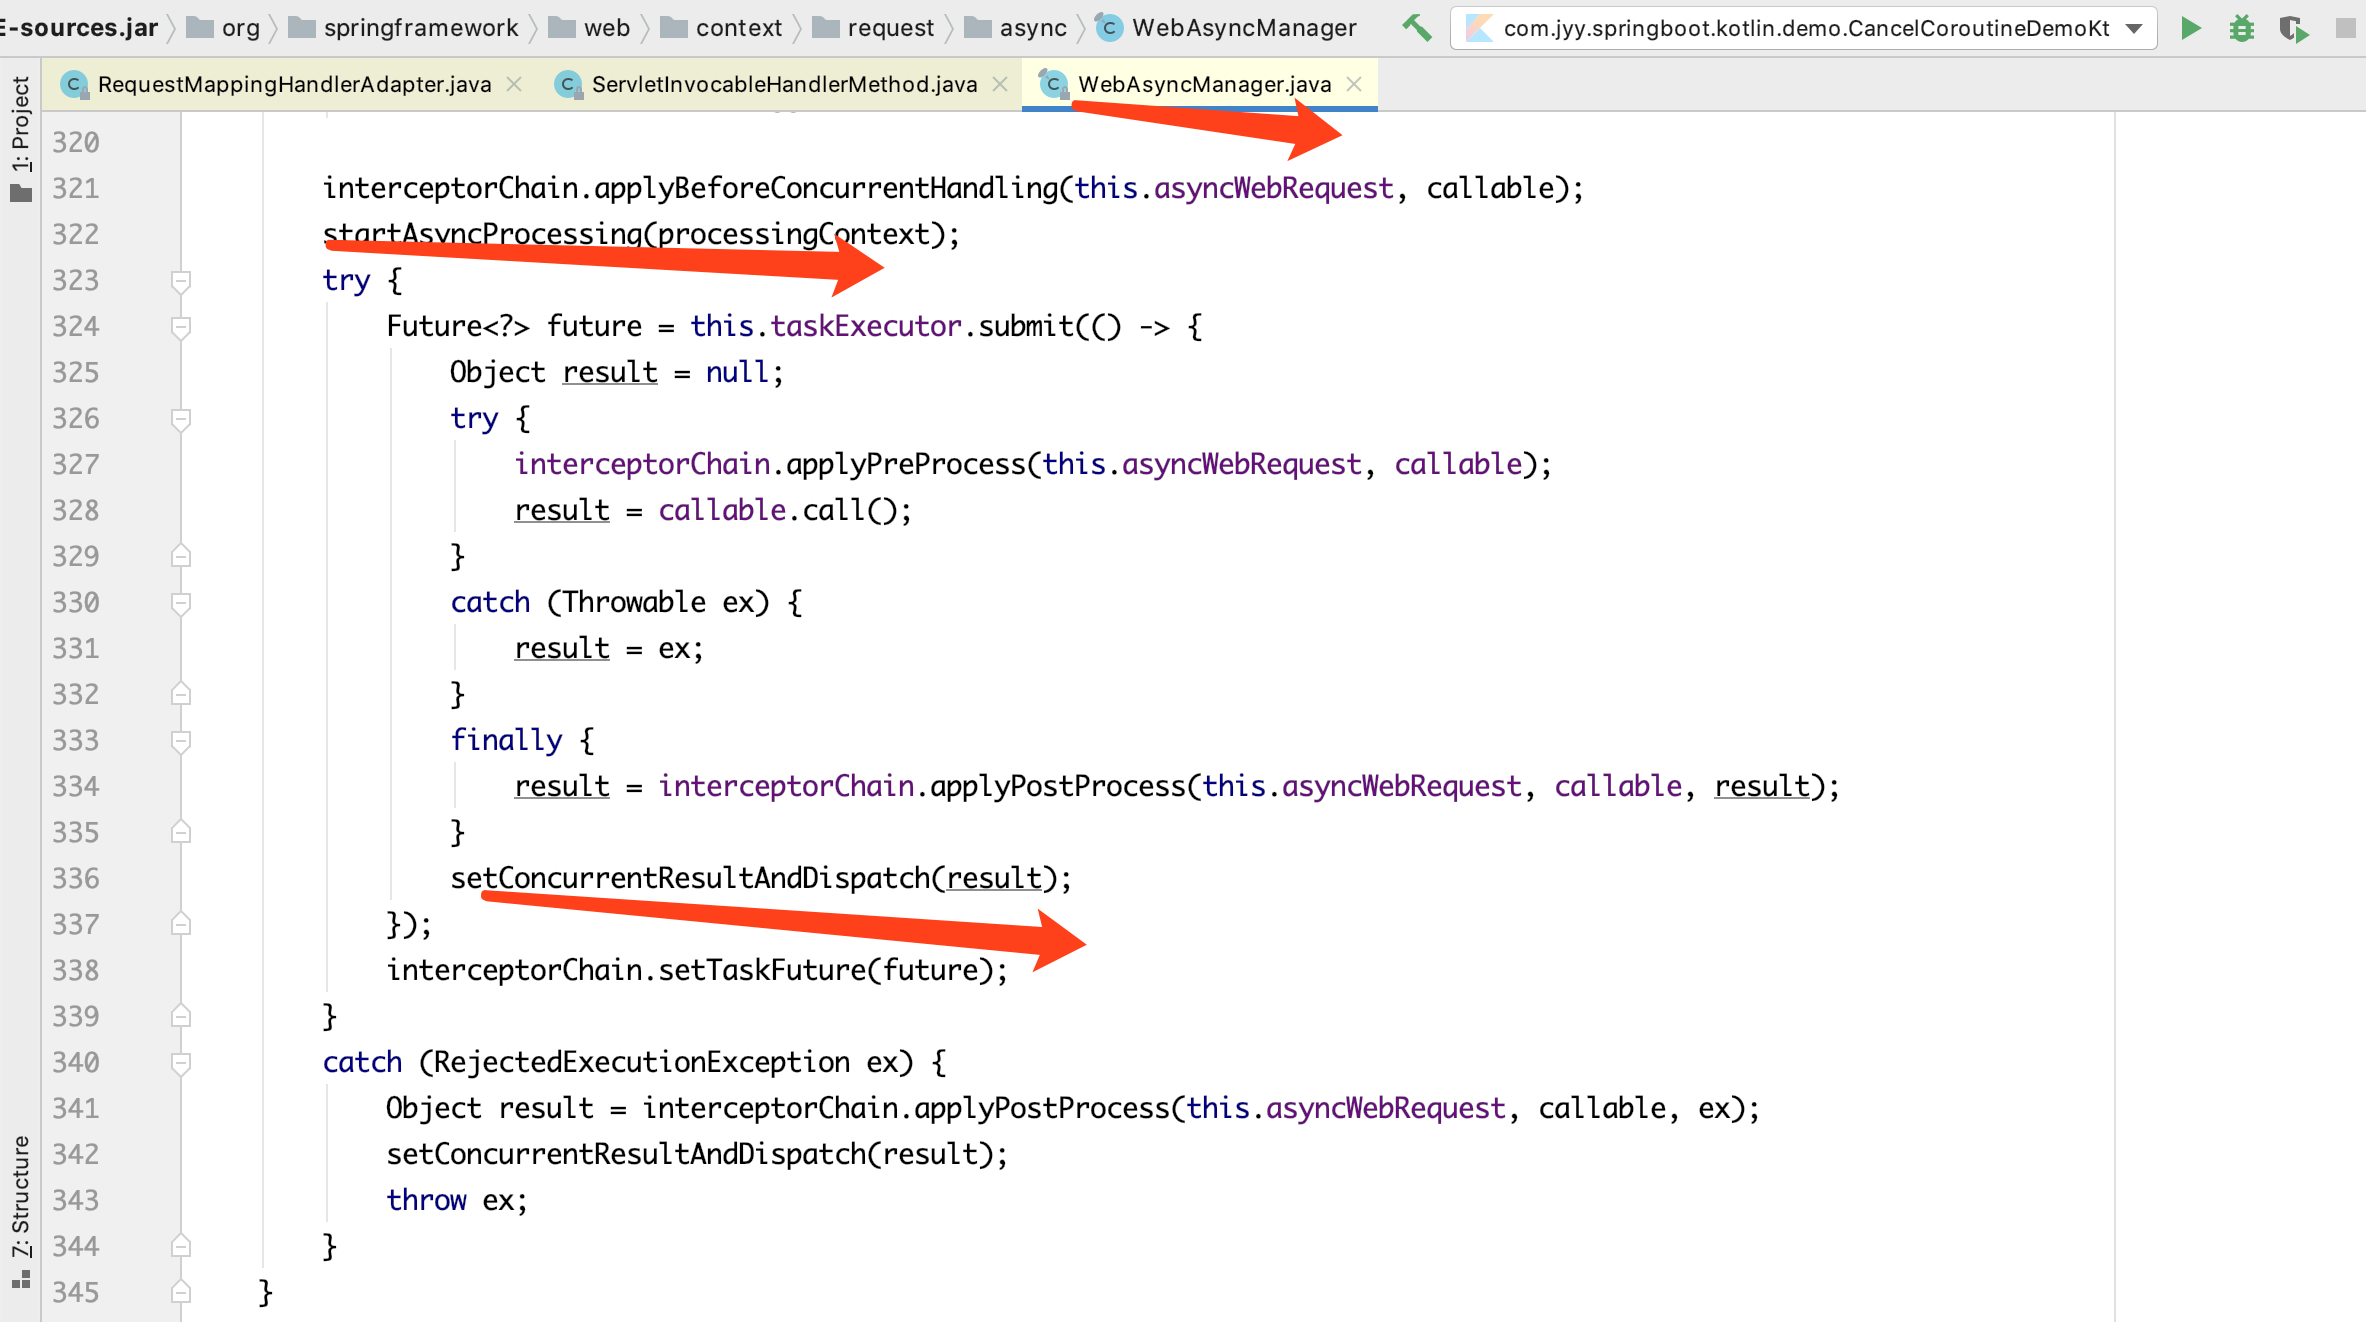 E-sources.jar org springframework web context request async WebAsyncManager com.jyy.springboot.kotlin.demo.CancelCoroutineDemoKt
RequestMappingHandlerAdapter.java ServletInvocableHandlerMethod.java WebAsyncManager.java
1: Project
320
321 interceptorChain.applyBeforeConcurrentHandling(this.asyncWebRequest, callable);
322 startAsyncProcessing(processingContext);
323 try {
324 Future<?> future = this.taskExecutor.submit(() -> {
325 Object result = null;
326 try {
327 interceptorChain.applyPreProcess(this.asyncWebRequest, callable);
328 result = callable.call();
329 }
330 catch (Throwable ex) {
331 result = ex;
332 }
333 finally {
334 result = interceptorChain.applyPostProcess(this.asyncWebRequest, callable, result);
335 }
336 setConcurrentResultAndDispatch(result);
337 });
338 interceptorChain.setTaskFuture(future);
339 }
340 catch (RejectedExecutionException ex) {
341 Object result = interceptorChain.applyPostProcess(this.asyncWebRequest, callable, ex);
342 setConcurrentResultAndDispatch(result);
343 throw ex;
344 }
345 }
7: Structure